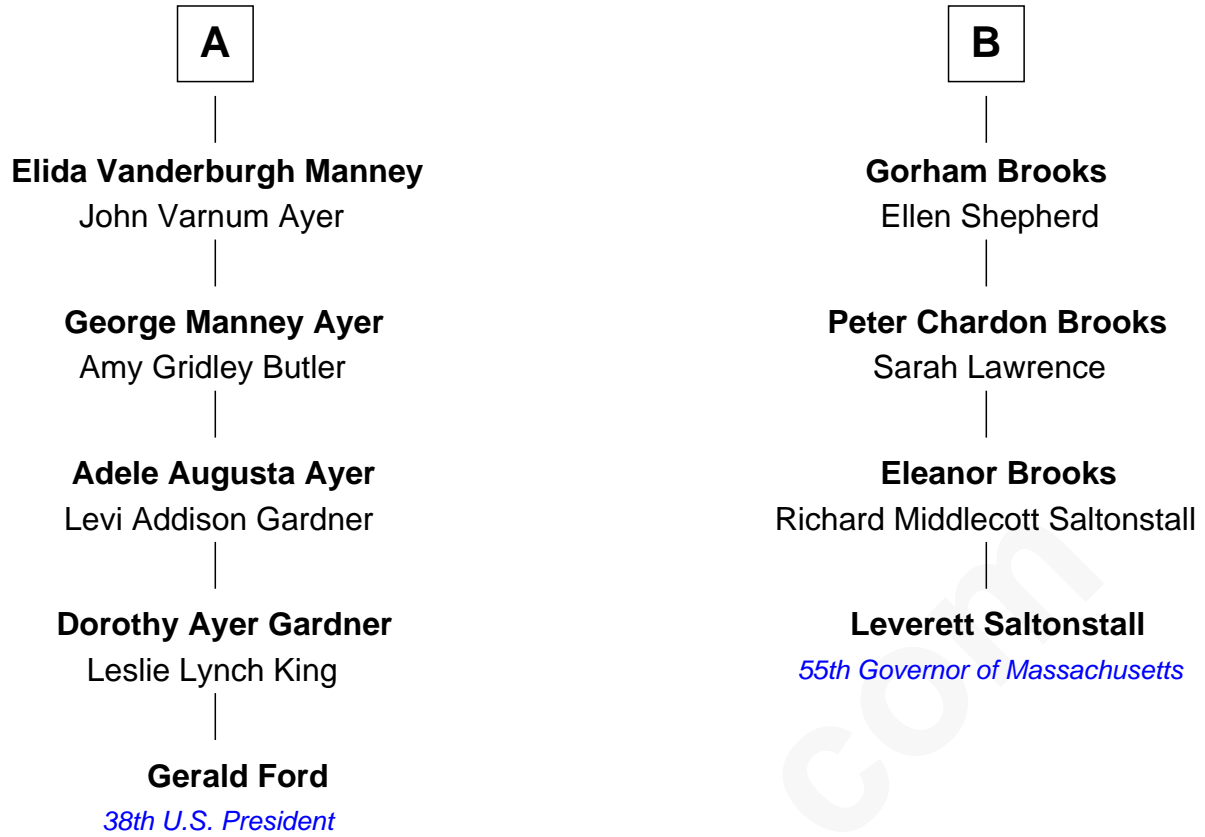 A
Elida Vanderburgh Manney
John Varnum Ayer
George Manney Ayer
Amy Gridley Butler
Adele Augusta Ayer
Levi Addison Gardner
Dorothy Ayer Gardner
Leslie Lynch King
Gerald Ford
38th U.S. President
B
Gorham Brooks
Ellen Shepherd
Peter Chardon Brooks
Sarah Lawrence
Eleanor Brooks
Richard Middlecott Saltonstall
Leverett Saltonstall
55th Governor of Massachusetts
com